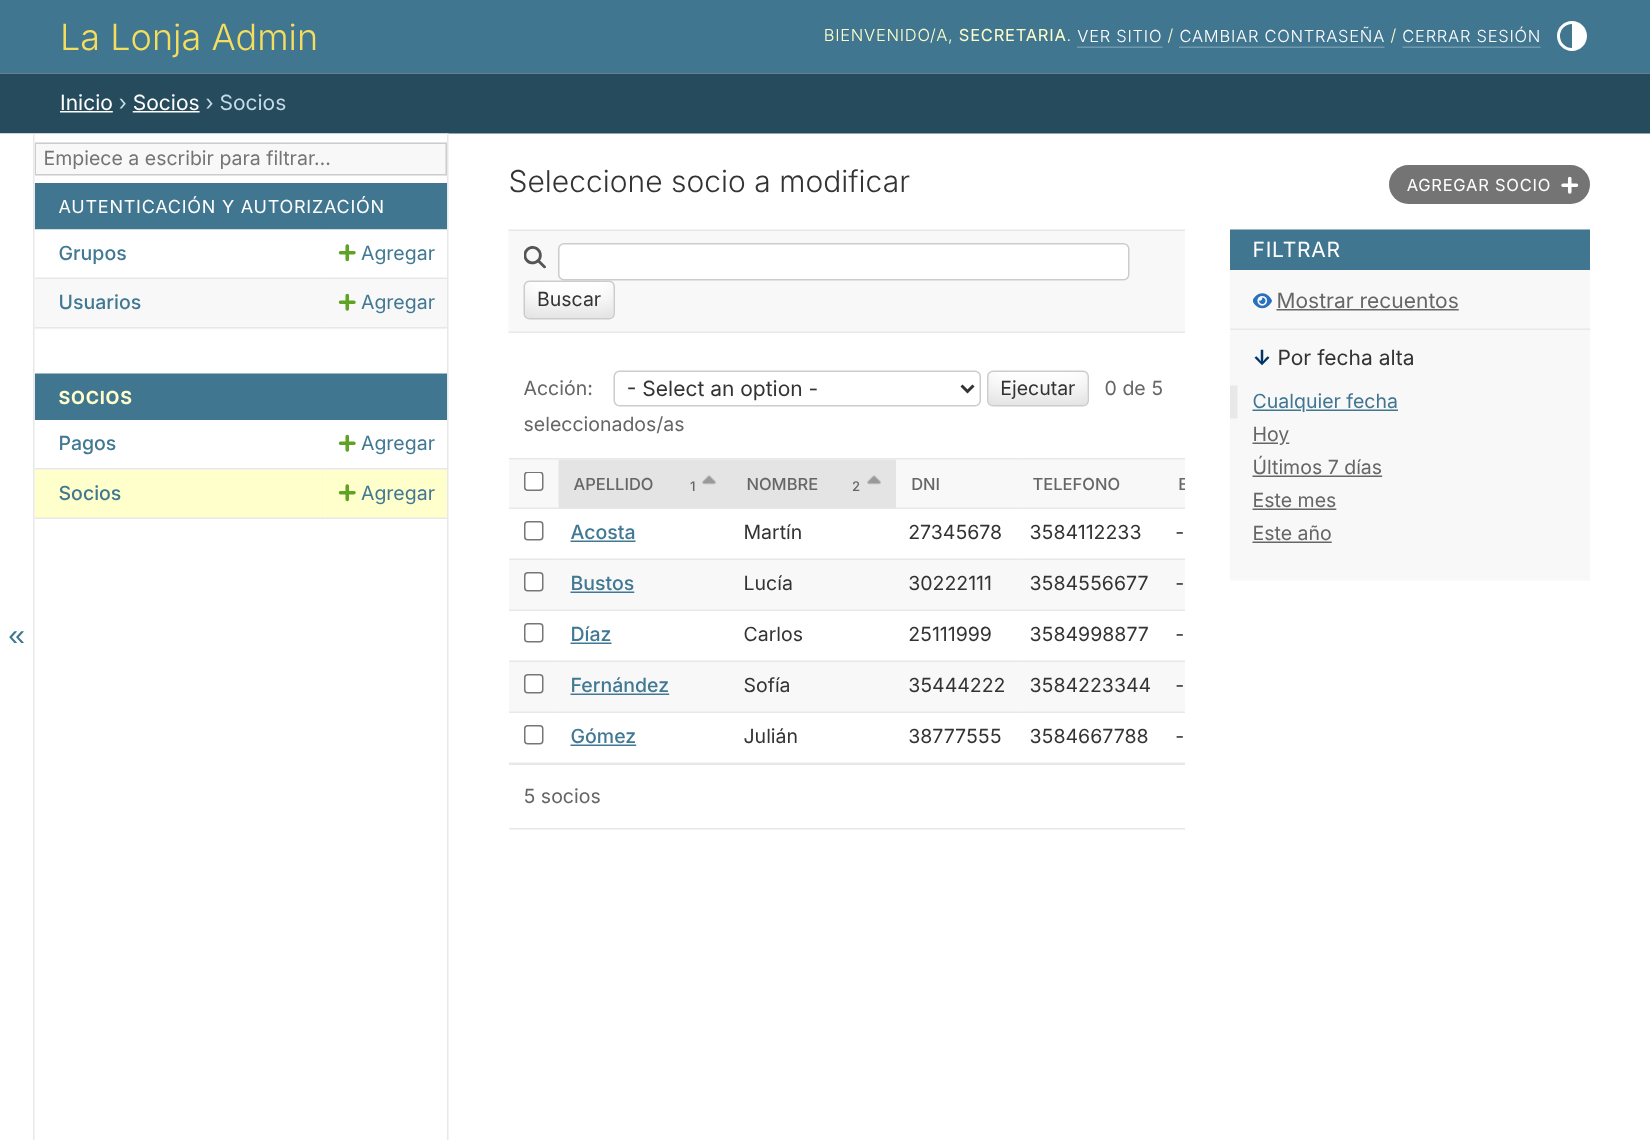 La Lonja Admin
BIENVENIDO/A, SECRETARIA. VER SITIO / CAMBIAR CONTRASEÑA / CERRAR SESIÓN
Inicio › Socios › Socios
Empiece a escribir para filtrar...
AUTENTICACIÓN Y AUTORIZACIÓN
Grupos Agregar
Usuarios Agregar
SOCIOS
Pagos Agregar
Socios Agregar
«
Seleccione socio a modificar
AGREGAR SOCIO
Buscar
Acción: - Select an option - Ejecutar 0 de 5
seleccionados/as
APELLIDO 1 NOMBRE 2 DNI TELEFONO E
Acosta Martín 27345678 3584112233 -
Bustos Lucía 30222111 3584556677 -
Díaz Carlos 25111999 3584998877 -
Fernández Sofía 35444222 3584223344 -
Gómez Julián 38777555 3584667788 -
5 socios
FILTRAR
Mostrar recuentos
Por fecha alta
Cualquier fecha
Hoy
Últimos 7 días
Este mes
Este año